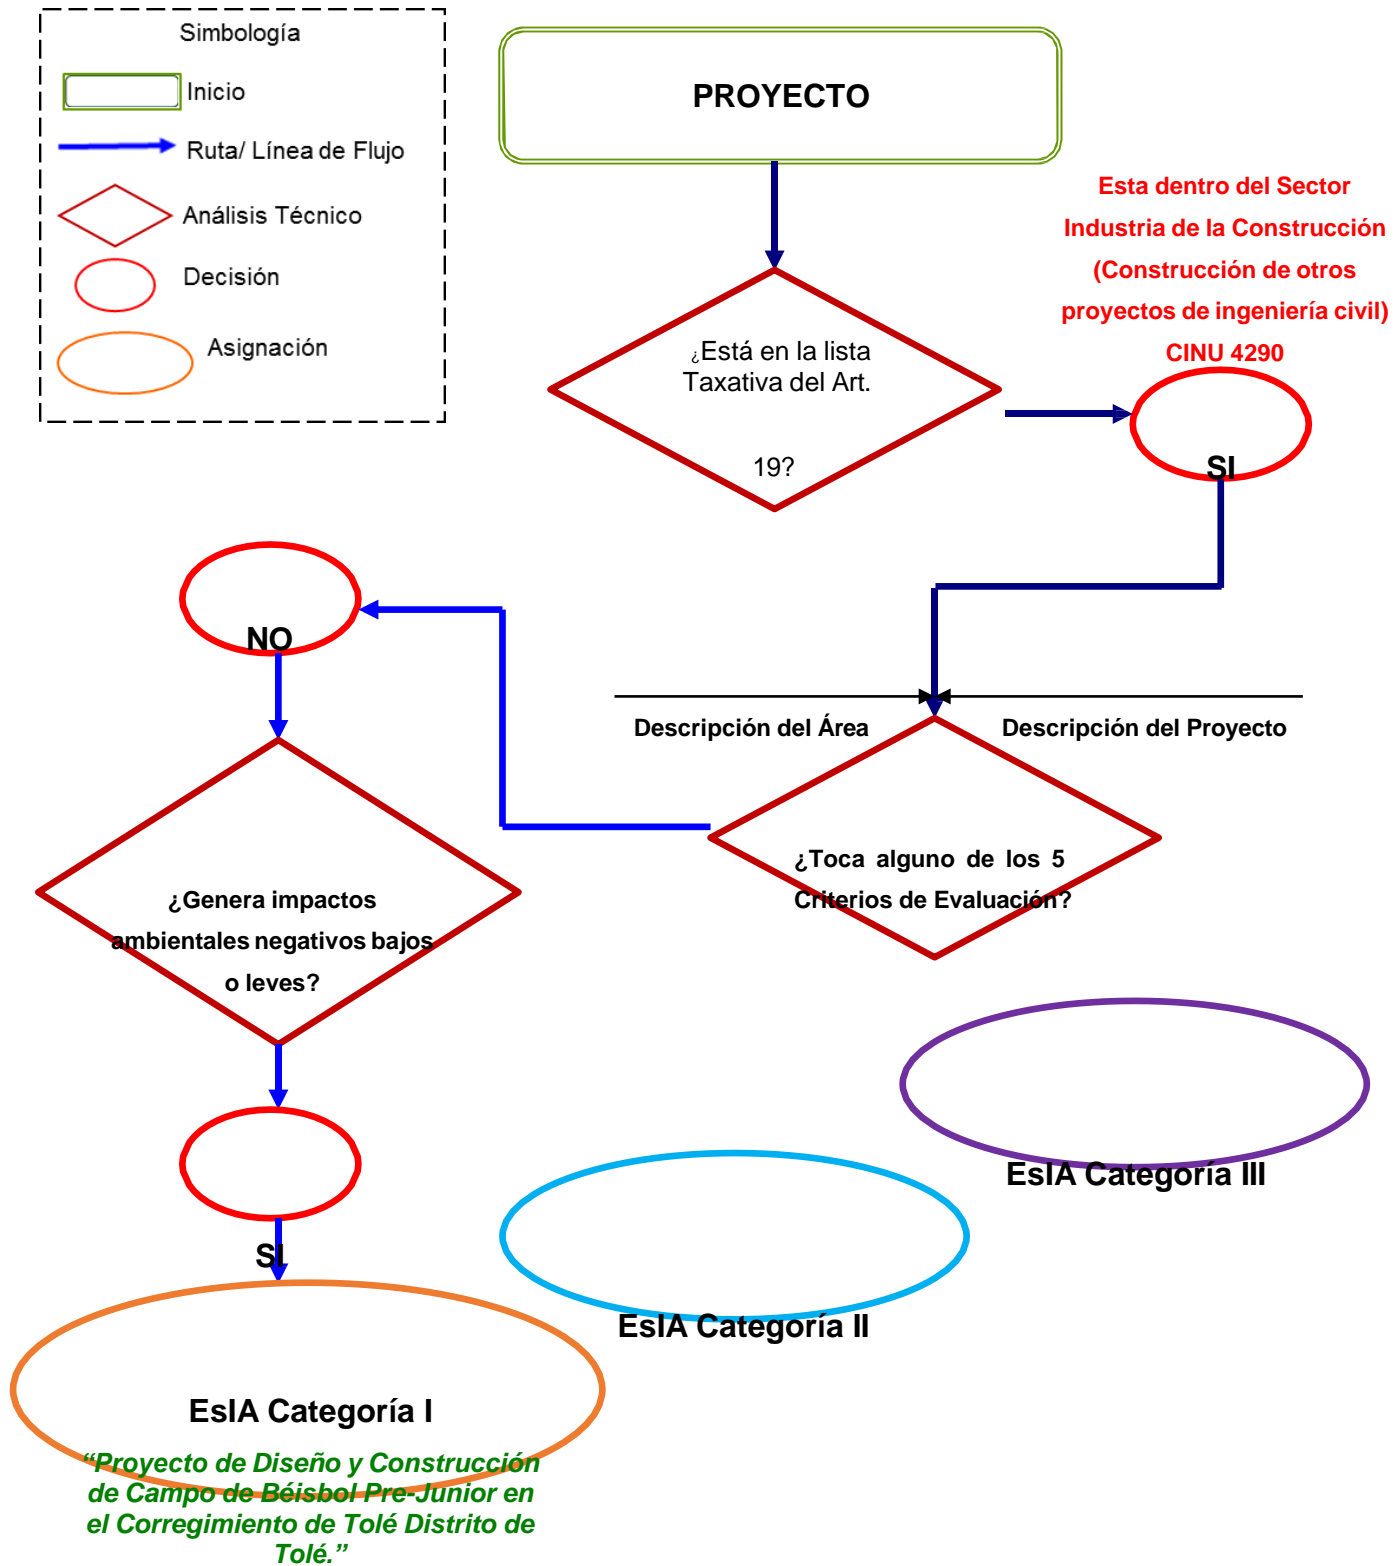 Simbología
Inicio
Ruta/ Línea de Flujo
Análisis Técnico
Decisión
Asignación
PROYECTO
Esta dentro del Sector
Industria de la Construcción
(Construcción de otros
proyectos de ingeniería civil)
CINU 4290
¿Está en la lista
Taxativa del Art.
19?
SI
NO
Descripción del Área
Descripción del Proyecto
¿Toca alguno de los 5
Criterios de Evaluación?
¿Genera impactos
ambientales negativos bajos
o leves?
SI
EsIA Categoría III
EsIA Categoría II
EsIA Categoría I
“Proyecto de Diseño y Construcción
de Campo de Béisbol Pre-Junior en
el Corregimiento de Tolé Distrito de
Tolé.”